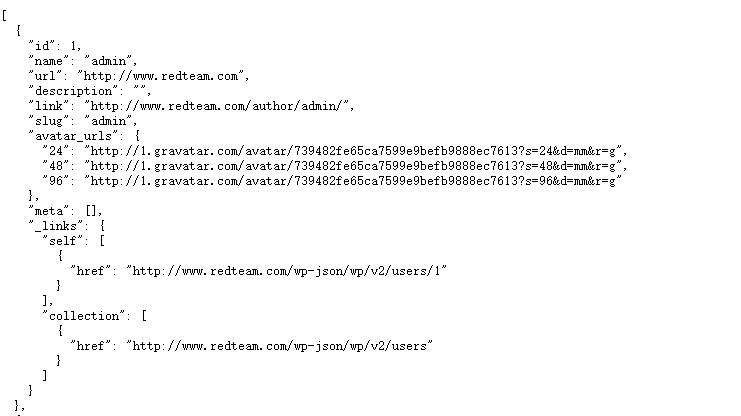 [
  {
    "id": 1,
    "name": "admin",
    "url": "http://www.redteam.com",
    "description": "",
    "link": "http://www.redteam.com/author/admin/",
    "slug": "admin",
    "avatar_urls": {
      "24": "http://1.gravatar.com/avatar/739482fe65ca7599e9befb9888ec7613?s=24&d=mm&r=g",
      "48": "http://1.gravatar.com/avatar/739482fe65ca7599e9befb9888ec7613?s=48&d=mm&r=g",
      "96": "http://1.gravatar.com/avatar/739482fe65ca7599e9befb9888ec7613?s=96&d=mm&r=g"
    },
    "meta": [],
    "_links": {
      "self": [
        {
          "href": "http://www.redteam.com/wp-json/wp/v2/users/1"
        }
      ],
      "collection": [
        {
          "href": "http://www.redteam.com/wp-json/wp/v2/users"
        }
      ]
    }
  },